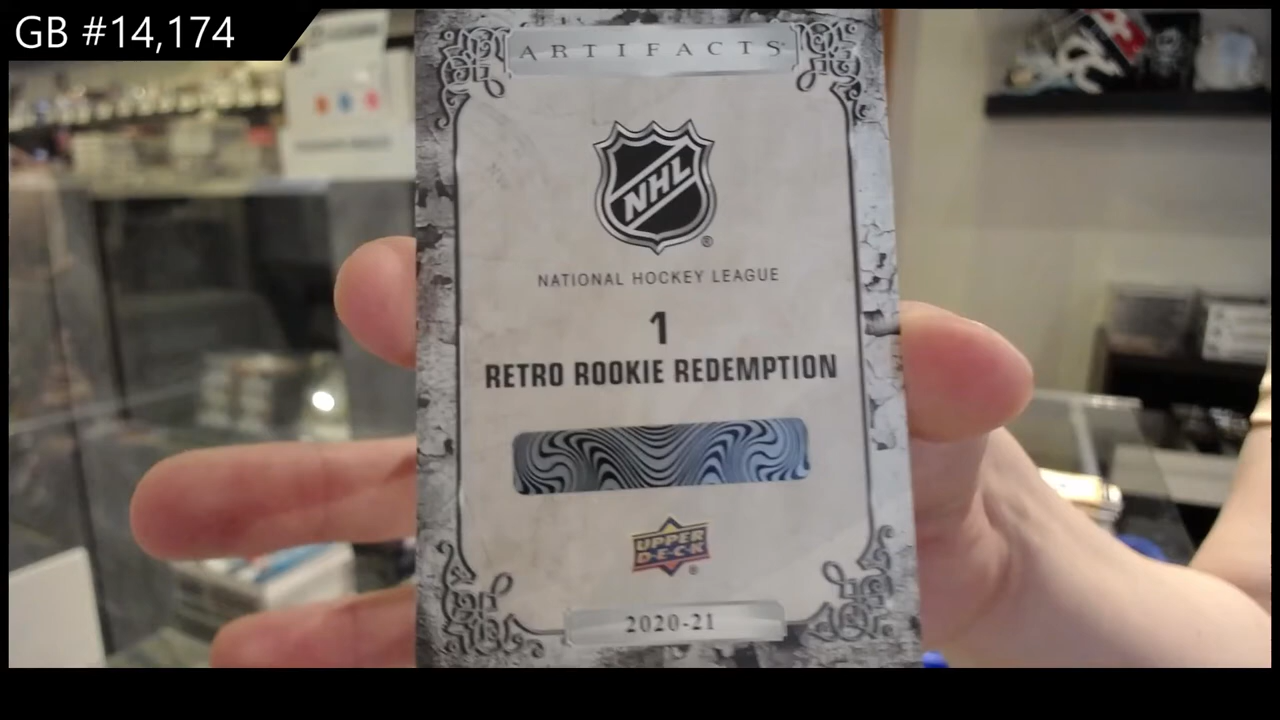 GB #14,174
ARTIFACTS
NHL
®
NATIONAL HOCKEY LEAGUE
1
RETRO ROOKIE REDEMPTION
UPPER
DECK
®
2020-21